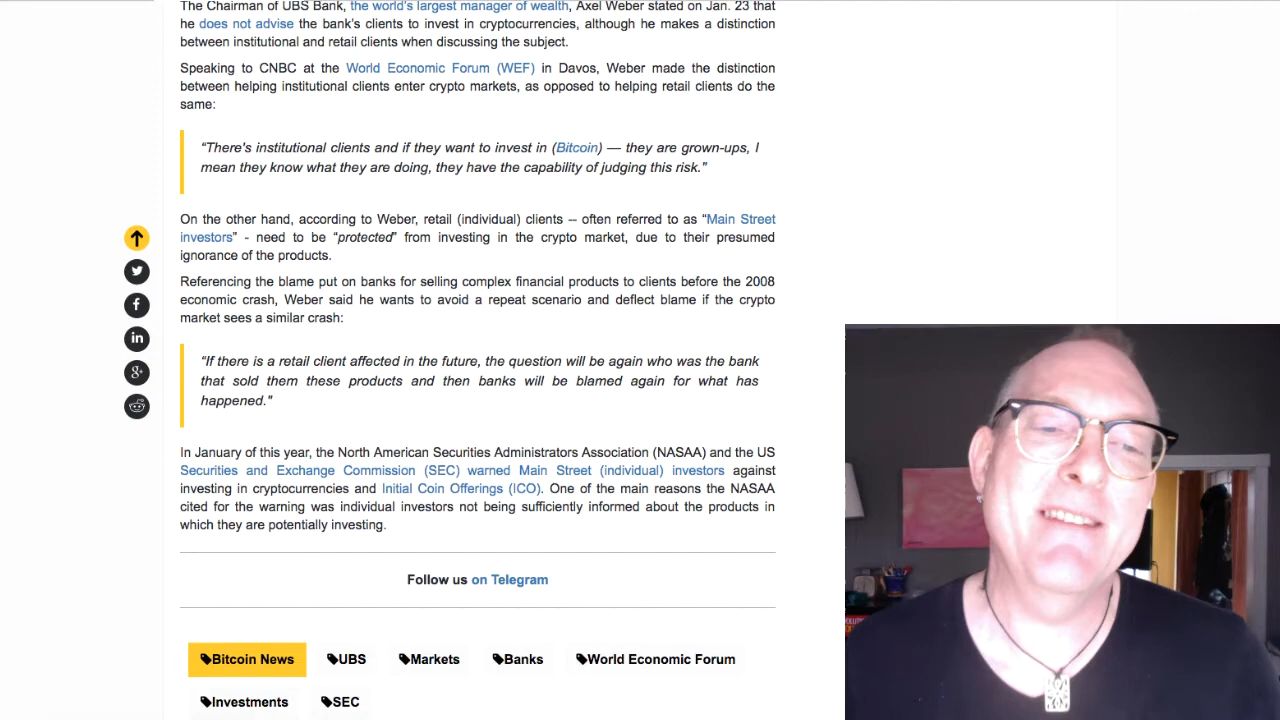 The Chairman of UBS Bank, the world's largest manager of wealth, Axel Weber stated on Jan. 23 that
he does not advise the bank's clients to invest in cryptocurrencies, although he makes a distinction
between institutional and retail clients when discussing the subject.
Speaking to CNBC at the World Economic Forum (WEF) in Davos, Weber made the distinction
between helping institutional clients enter crypto markets, as opposed to helping retail clients do the
same:
“There's institutional clients and if they want to invest in (Bitcoin) — they are grown-ups, I
mean they know what they are doing, they have the capability of judging this risk.”
On the other hand, according to Weber, retail (individual) clients -- often referred to as “Main Street
investors” - need to be “protected” from investing in the crypto market, due to their presumed
ignorance of the products.
Referencing the blame put on banks for selling complex financial products to clients before the 2008
economic crash, Weber said he wants to avoid a repeat scenario and deflect blame if the crypto
market sees a similar crash:
“If there is a retail client affected in the future, the question will be again who was the bank
that sold them these products and then banks will be blamed again for what has
happened."
In January of this year, the North American Securities Administrators Association (NASAA) and the US
Securities and Exchange Commission (SEC) warned Main Street (individual) investors against
investing in cryptocurrencies and Initial Coin Offerings (ICO). One of the main reasons the NASAA
cited for the warning was individual investors not being sufficiently informed about the products in
which they are potentially investing.
Follow us on Telegram
Bitcoin News UBS Markets Banks World Economic Forum
Investments SEC